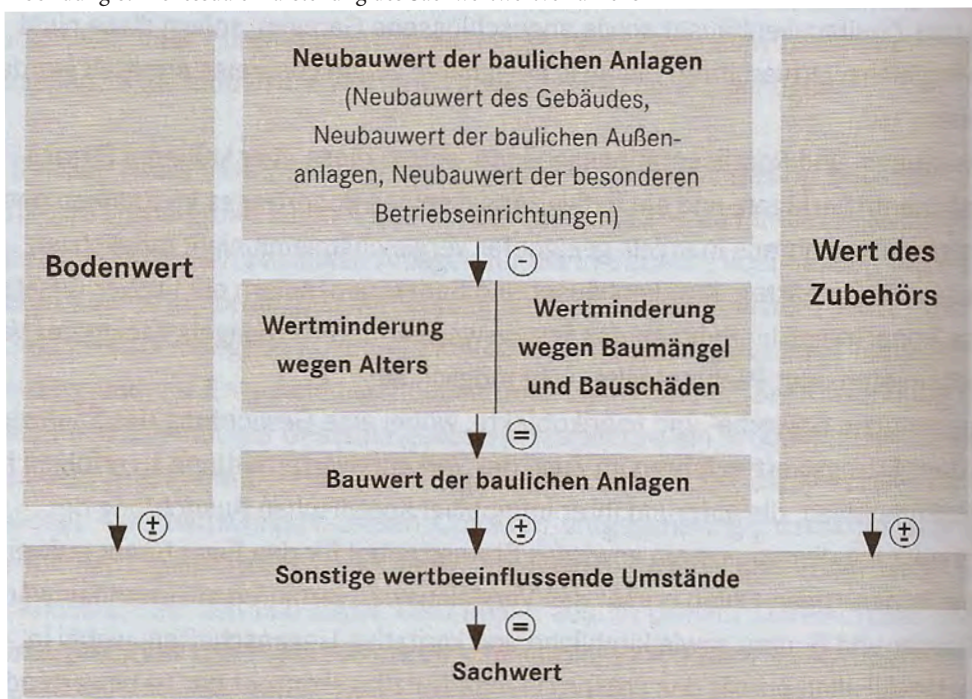 Neubauwert der baulichen Anlagen
(Neubauwert des Gebäudes,
Neubauwert der baulichen Außen-
anlagen, Neubauwert der besonderen
Betriebseinrichtungen)
-
Bodenwert
Wertminderung
wegen Alters
Wertminderung
wegen Baumängel
und Bauschäden
Wert des
Zubehörs
=
Bauwert der baulichen Anlagen
±
±
±
Sonstige wertbeeinflussende Umstände
=
Sachwert